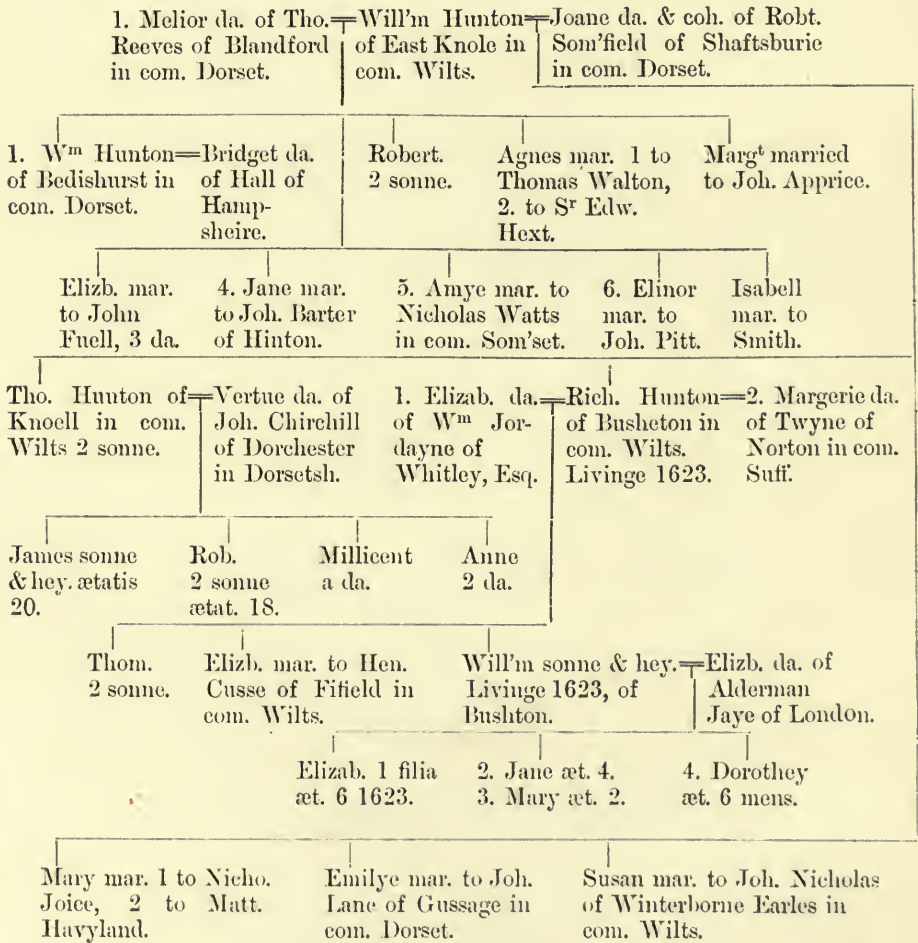 1. Melior da. of Tho.
Reeves of Blandford
in com. Dorset.
Will'm Hunton
of East Knole in
com. Wilts.
Joane da. & coh. of Robt.
Som'field of Shaftsburie
in com. Dorset.
1. Wᵐ Hunton
of Bedishurst in
com. Dorset.
Bridget da.
of Hall of
Hamp-
sheire.
Robert.
2 sonne.
Agnes mar. 1 to
Thomas Walton,
2. to Sʳ Edw.
Hext.
Margᵗ married
to Joh. Apprice.
Elizb. mar.
to John
Fuell, 3 da.
4. Jane mar.
to Joh. Barter
of Hinton.
5. Amye mar. to
Nicholas Watts
in com. Som'set.
6. Elinor
mar. to
Joh. Pitt.
Isabell
mar. to
Smith.
Tho. Hunton of
Knoell in com.
Wilts 2 sonne.
Vertue da. of
Joh. Chirchill
of Dorchester
in Dorsetsh.
1. Elizab. da.
of Wᵐ Jor-
dayne of
Whitley, Esq.
Rich. Hunton
of Busheton in
com. Wilts.
Livinge 1623.
2. Margerie da.
of Twyne of
Norton in com.
Suff.
James sonne
& hey. ætatis
20.
Rob.
2 sonne
ætat. 18.
Millicent
a da.
Anne
2 da.
Thom.
2 sonne.
Elizb. mar. to Hen.
Cusse of Fifield in
com. Wilts.
Will'm sonne & hey.
Livinge 1623, of
Bushton.
Elizb. da. of
Alderman
Jaye of London.
Elizab. 1 filia
æt. 6 1623.
2. Jane æt. 4.
3. Mary æt. 2.
4. Dorothey
æt. 6 mens.
Mary mar. 1 to Nicho.
Joice, 2 to Matt.
Havyland.
Emilye mar. to Joh.
Lane of Gussage in
com. Dorset.
Susan mar. to Joh. Nicholas
of Winterborne Earles in
com. Wilts.